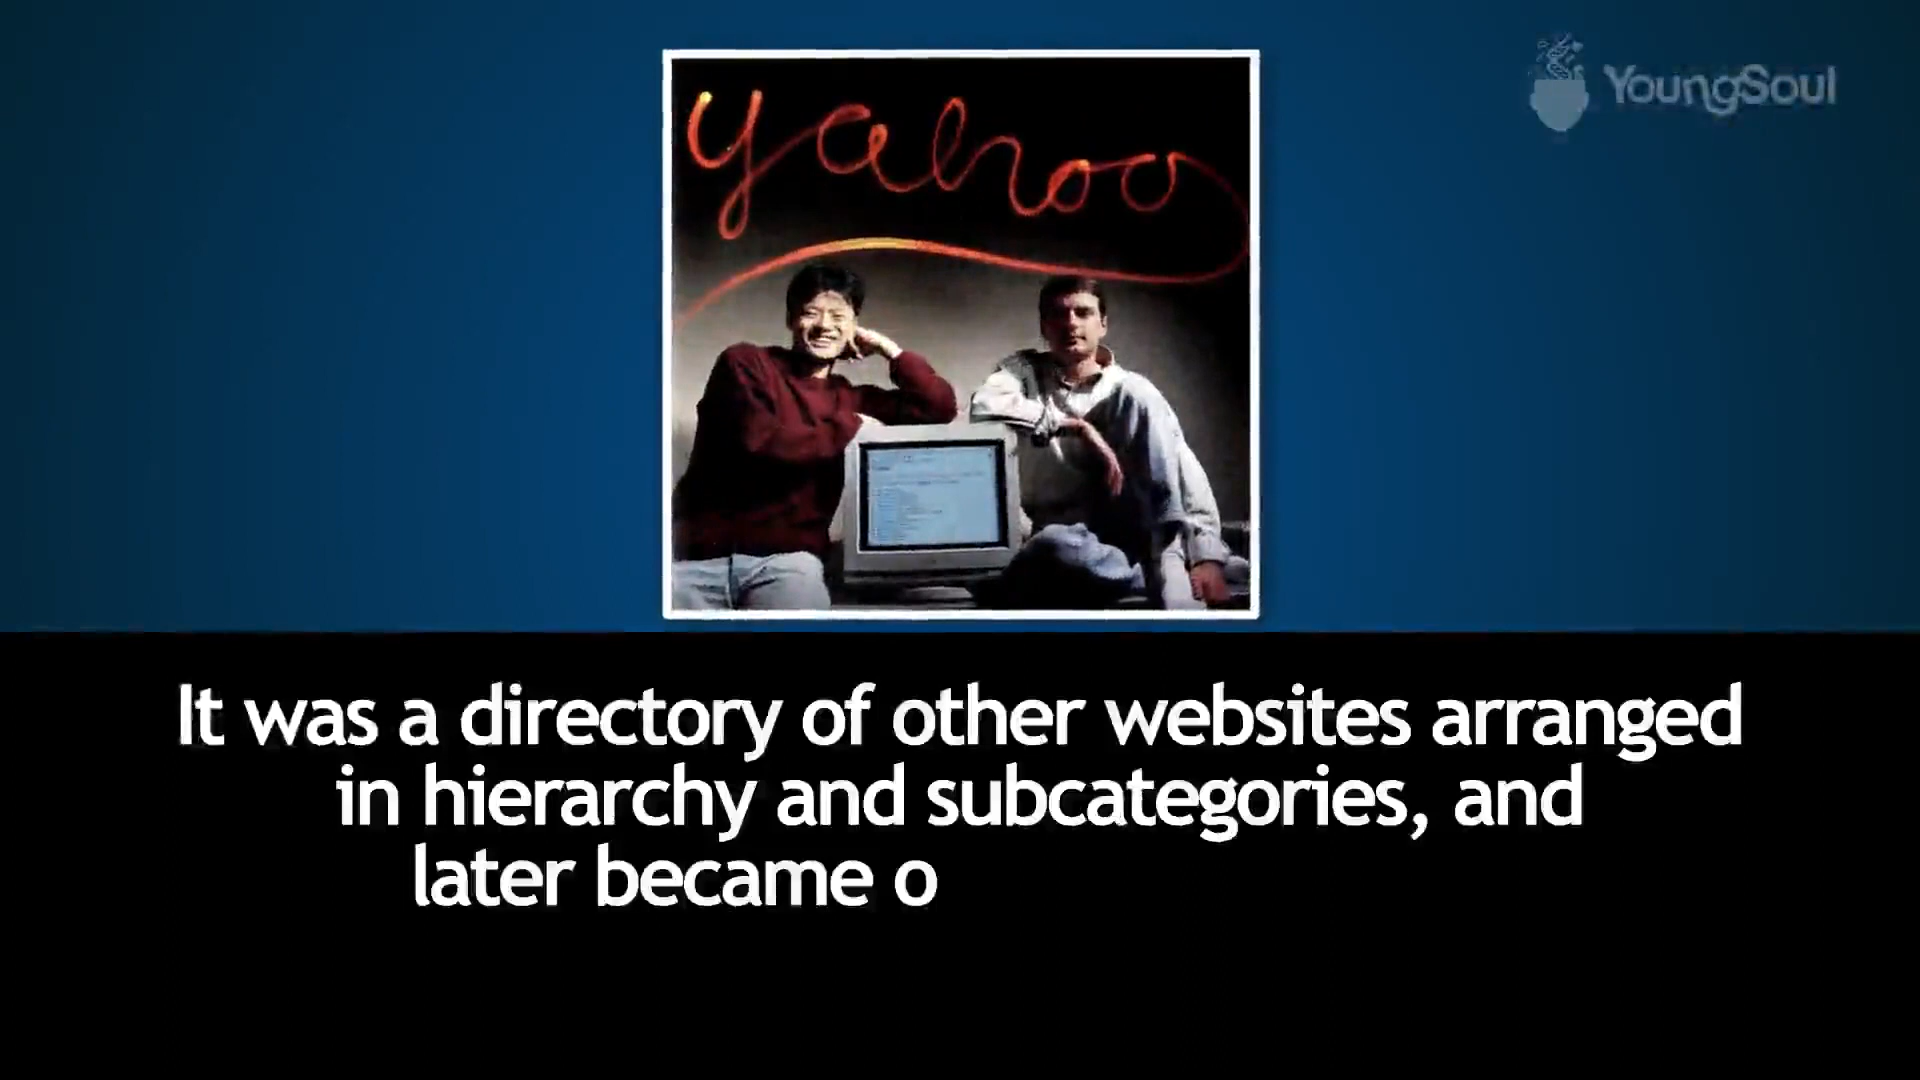 YoungSoul
yahoo
It was a directory of other websites arranged
in hierarchy and subcategories, and
later became o